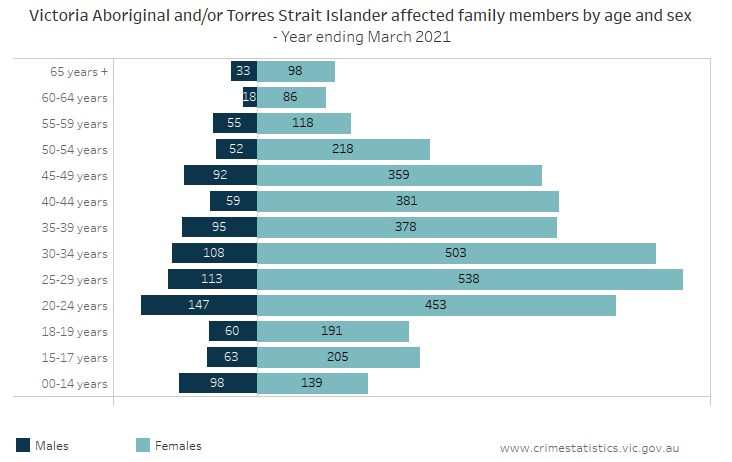 Victoria Aboriginal and/or Torres Strait Islander affected family members by age and sex
- Year ending March 2021
65 years + 33 98
60-64 years 18 86
55-59 years 55 118
50-54 years 52 218
45-49 years 92 359
40-44 years 59 381
35-39 years 95 378
30-34 years 108 503
25-29 years 113 538
20-24 years 147 453
18-19 years 60 191
15-17 years 63 205
00-14 years 98 139
Males Females www.crimestatistics.vic.gov.au